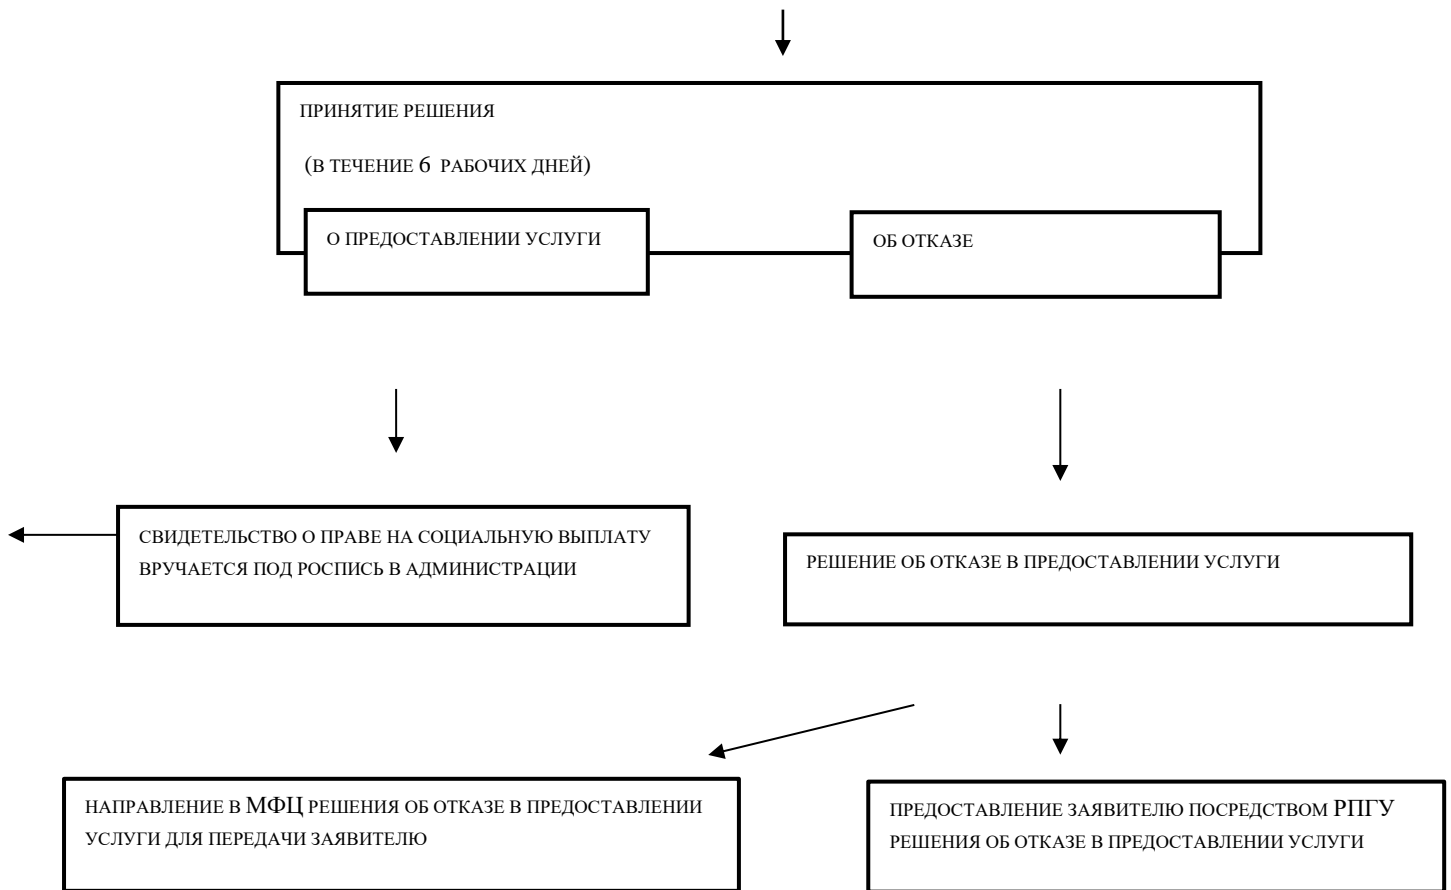 ПРИНЯТИЕ РЕШЕНИЯ
(В ТЕЧЕНИЕ 6 РАБОЧИХ ДНЕЙ)
О ПРЕДОСТАВЛЕНИИ УСЛУГИ
ОБ ОТКАЗЕ
СВИДЕТЕЛЬСТВО О ПРАВЕ НА СОЦИАЛЬНУЮ ВЫПЛАТУ
ВРУЧАЕТСЯ ПОД РОСПИСЬ В АДМИНИСТРАЦИИ
РЕШЕНИЕ ОБ ОТКАЗЕ В ПРЕДОСТАВЛЕНИИ УСЛУГИ
НАПРАВЛЕНИЕ В МФЦ РЕШЕНИЯ ОБ ОТКАЗЕ В ПРЕДОСТАВЛЕНИИ
УСЛУГИ ДЛЯ ПЕРЕДАЧИ ЗАЯВИТЕЛЮ
ПРЕДОСТАВЛЕНИЕ ЗАЯВИТЕЛЮ ПОСРЕДСТВОМ РПГУ
РЕШЕНИЯ ОБ ОТКАЗЕ В ПРЕДОСТАВЛЕНИИ УСЛУГИ